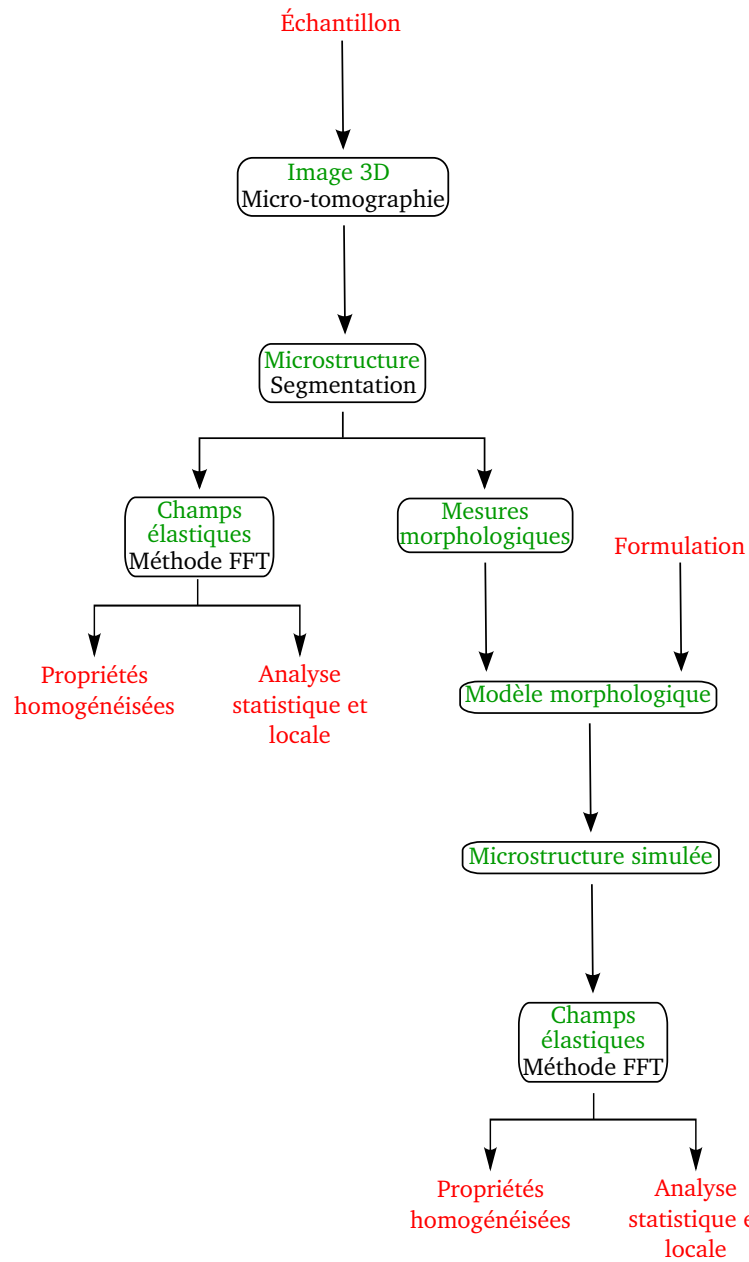 Échantillon
Image 3D
Micro-tomographie
Microstructure
Segmentation
Champs
élastiques
Méthode FFT
Mesures
morphologiques
Formulation
Propriétés
homogénéisées
Analyse
statistique et
locale
Modèle morphologique
Microstructure simulée
Champs
élastiques
Méthode FFT
Propriétés
homogénéisées
Analyse
statistique e
locale